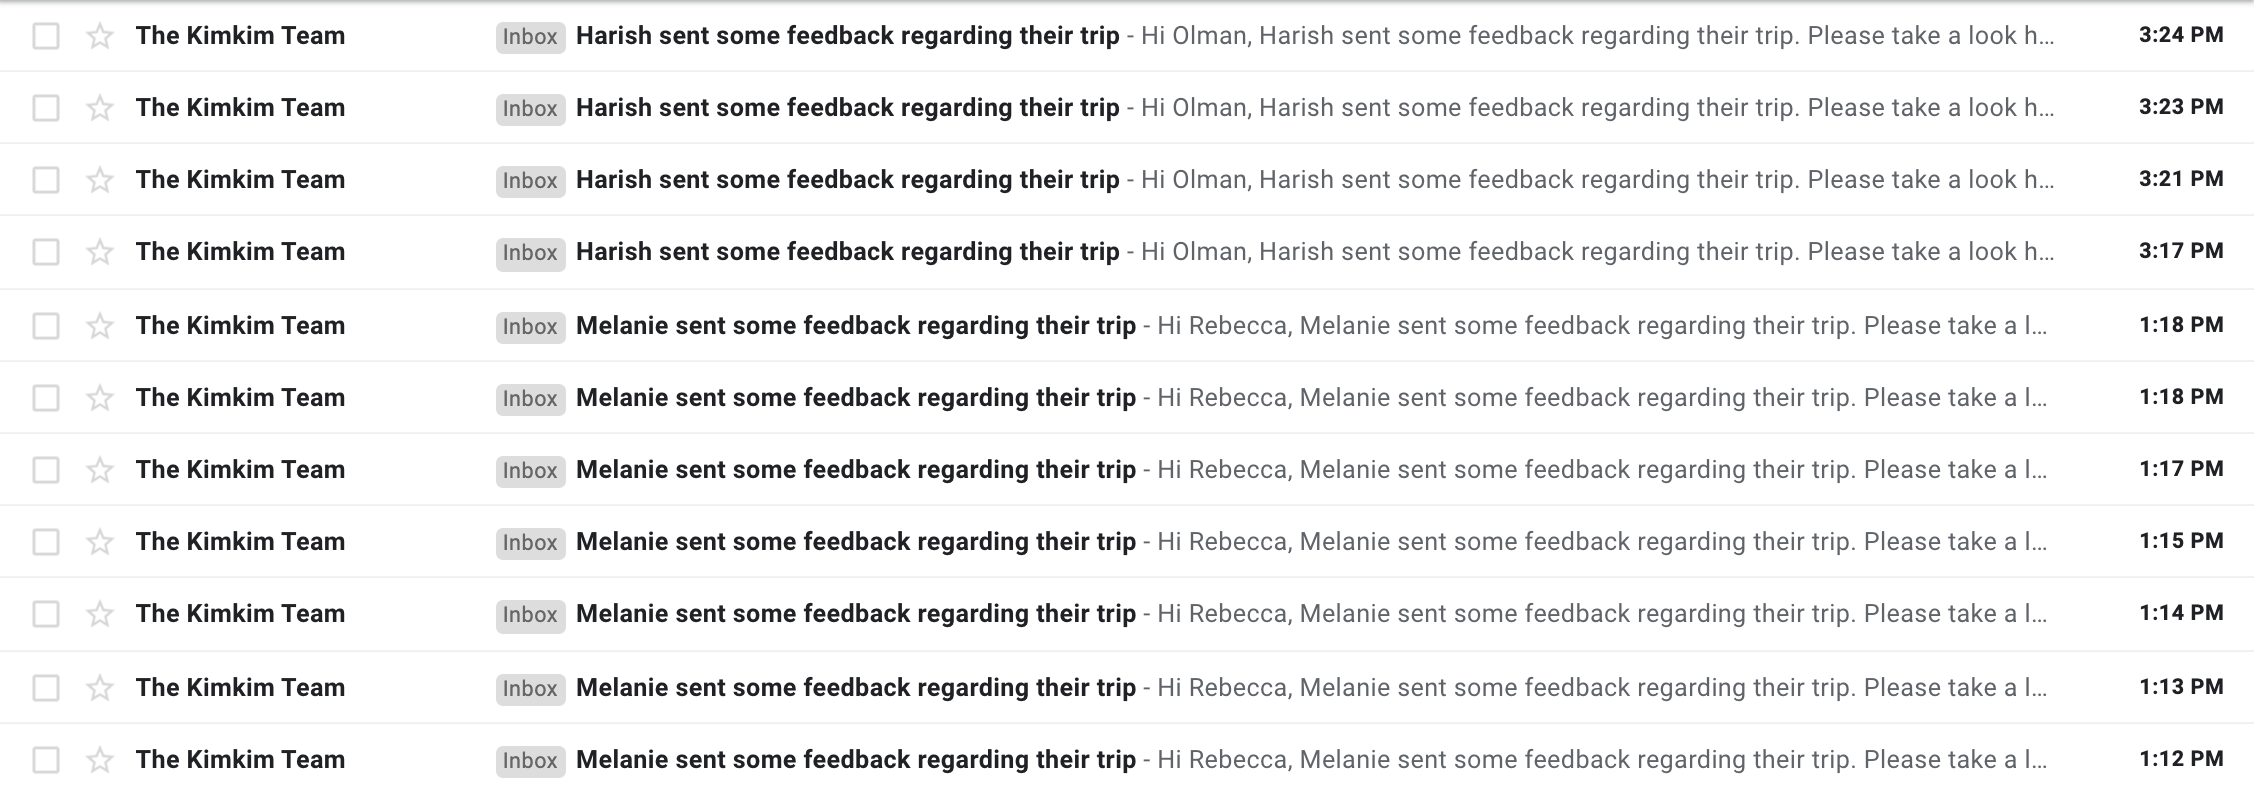 The Kimkim Team Inbox Harish sent some feedback regarding their trip - Hi Olman, Harish sent some feedback regarding their trip. Please take a look h... 3:24 PM
The Kimkim Team Inbox Harish sent some feedback regarding their trip - Hi Olman, Harish sent some feedback regarding their trip. Please take a look h... 3:23 PM
The Kimkim Team Inbox Harish sent some feedback regarding their trip - Hi Olman, Harish sent some feedback regarding their trip. Please take a look h... 3:21 PM
The Kimkim Team Inbox Harish sent some feedback regarding their trip - Hi Olman, Harish sent some feedback regarding their trip. Please take a look h... 3:17 PM
The Kimkim Team Inbox Melanie sent some feedback regarding their trip - Hi Rebecca, Melanie sent some feedback regarding their trip. Please take a l... 1:18 PM
The Kimkim Team Inbox Melanie sent some feedback regarding their trip - Hi Rebecca, Melanie sent some feedback regarding their trip. Please take a l... 1:18 PM
The Kimkim Team Inbox Melanie sent some feedback regarding their trip - Hi Rebecca, Melanie sent some feedback regarding their trip. Please take a l... 1:17 PM
The Kimkim Team Inbox Melanie sent some feedback regarding their trip - Hi Rebecca, Melanie sent some feedback regarding their trip. Please take a l... 1:15 PM
The Kimkim Team Inbox Melanie sent some feedback regarding their trip - Hi Rebecca, Melanie sent some feedback regarding their trip. Please take a l... 1:14 PM
The Kimkim Team Inbox Melanie sent some feedback regarding their trip - Hi Rebecca, Melanie sent some feedback regarding their trip. Please take a l... 1:13 PM
The Kimkim Team Inbox Melanie sent some feedback regarding their trip - Hi Rebecca, Melanie sent some feedback regarding their trip. Please take a l... 1:12 PM